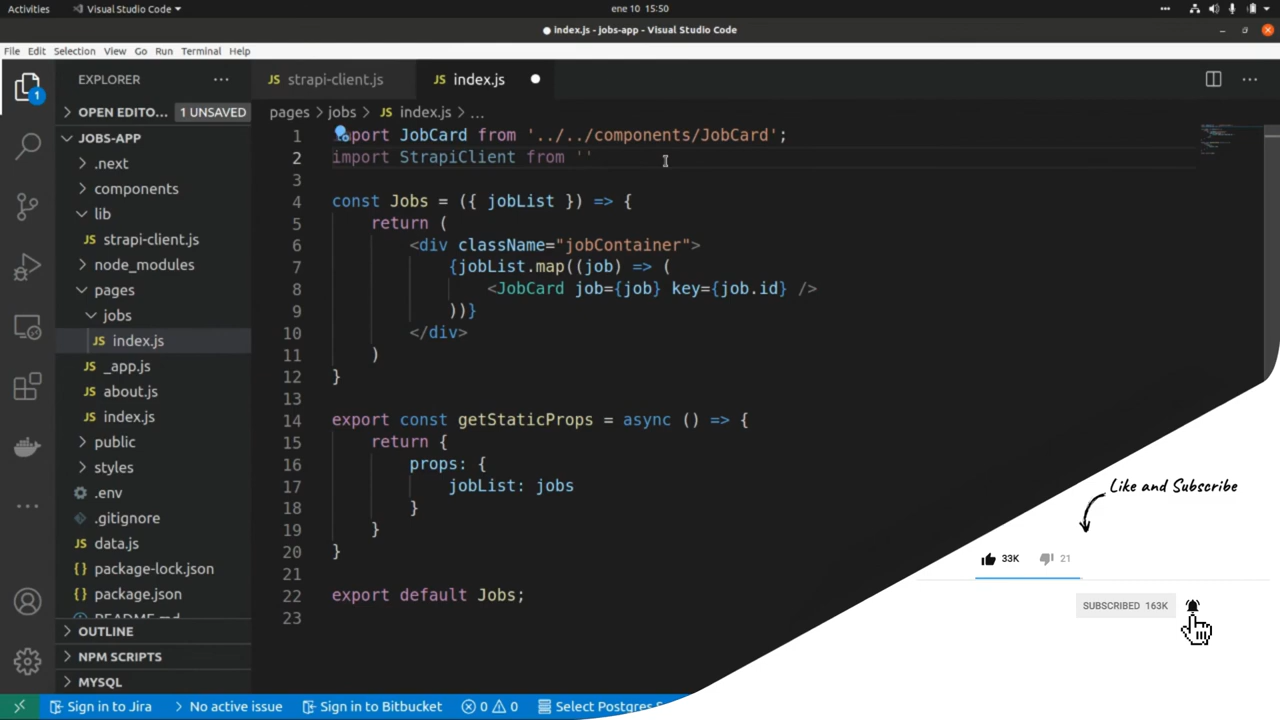 Activities
Visual Studio Code
ene 10 15:50
index.js - jobs-app - Visual Studio Code
File Edit Selection View Go Run Terminal Help
EXPLORER
OPEN EDITO... 1 UNSAVED
JOBS-APP
.next
components
lib
JS strapi-client.js
node_modules
pages
jobs
JS index.js
JS _app.js
JS about.js
JS index.js
public
styles
.env
.gitignore
JS data.js
{} package-lock.json
{} package.json
README.md
OUTLINE
NPM SCRIPTS
MYSQL
1
JS strapi-client.js
JS index.js
pages > jobs > JS index.js > ...
1 import JobCard from '../../components/JobCard';
2 import StrapiClient from ''
3
4 const Jobs = ({ jobList }) => {
5 return (
6 <div className="jobContainer">
7 {jobList.map((job) => (
8 <JobCard job={job} key={job.id} />
9 ))}
10 </div>
11 )
12 }
13
14 export const getStaticProps = async () => {
15 return {
16 props: {
17 jobList: jobs
18 }
19 }
20 }
21
22 export default Jobs;
23
Like and Subscribe
33K 21
SUBSCRIBED 163K
Sign in to Jira No active issue Sign in to Bitbucket 0 0 Select Postgres